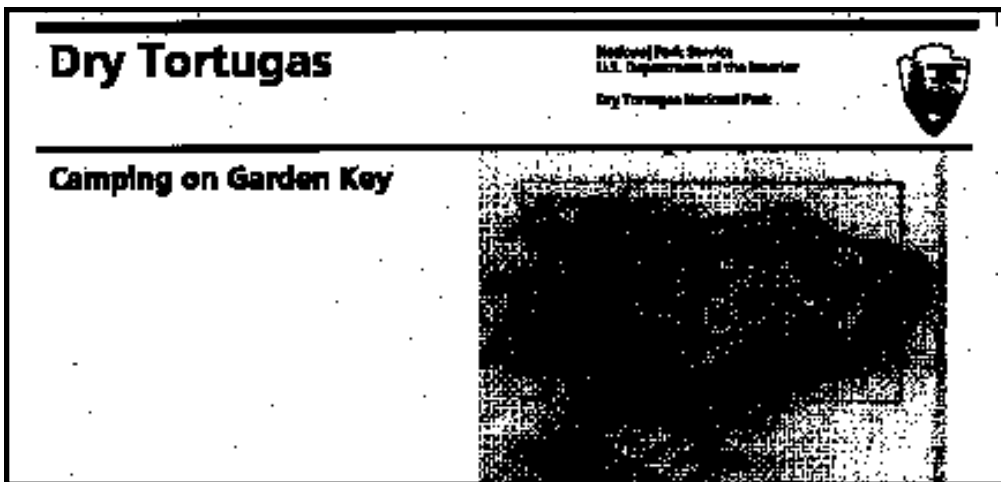 Dry Tortugas
National Park Service
U.S. Department of the Interior
Dry Tortugas National Park
Camping on Garden Key